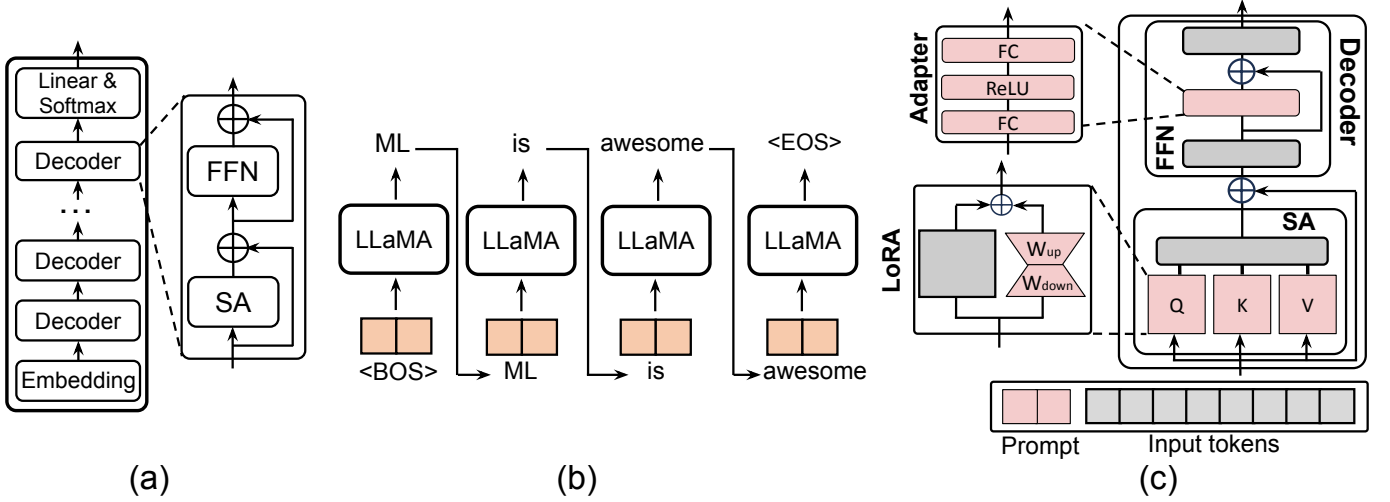 Linear &
Softmax
Decoder
...
Decoder
Decoder
Embedding
FFN
SA
(a)
ML
is
awesome
<EOS>
LLaMA
LLaMA
LLaMA
LLaMA
<BOS>
ML
is
awesome
(b)
Adapter
FC
ReLU
FC
LoRA
Wup
Wdown
Decoder
FFN
SA
Q
K
V
Prompt
Input tokens
(c)